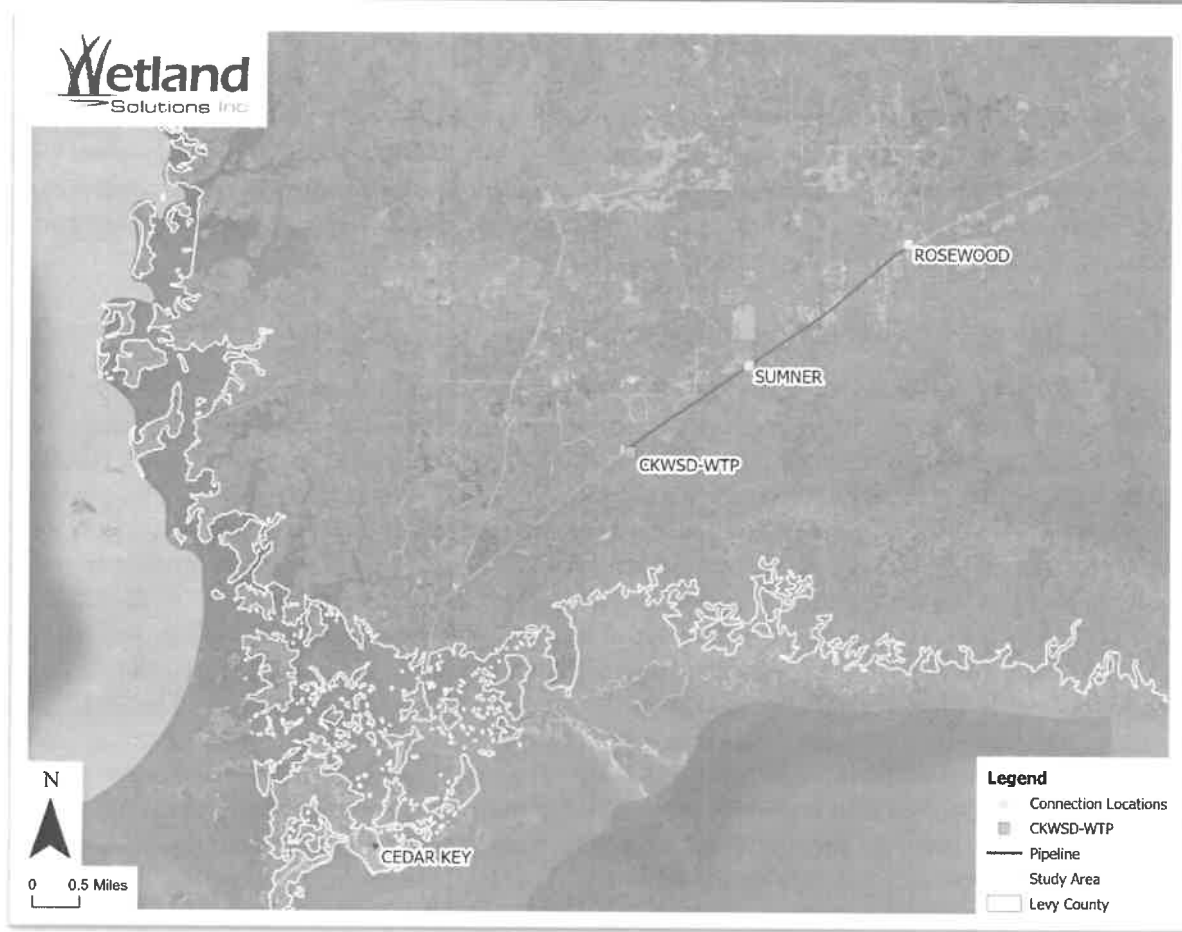 Wetland
Solutions Inc
ROSEWOOD
SUMNER
CKWSD-WTP
CEDAR KEY
N
0 0.5 Miles
Legend
Connection Locations
CKWSD-WTP
Pipeline
Study Area
Levy County